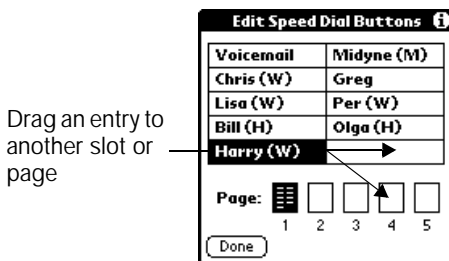 Edit Speed Dial Buttons i
Voicemail Midyne (M)
Chris (W) Greg
Lisa (W) Per (W)
Bill (H) Olga (H)
Harry (W)
Drag an entry to
another slot or
page
Page:
1 2 3 4 5
Done